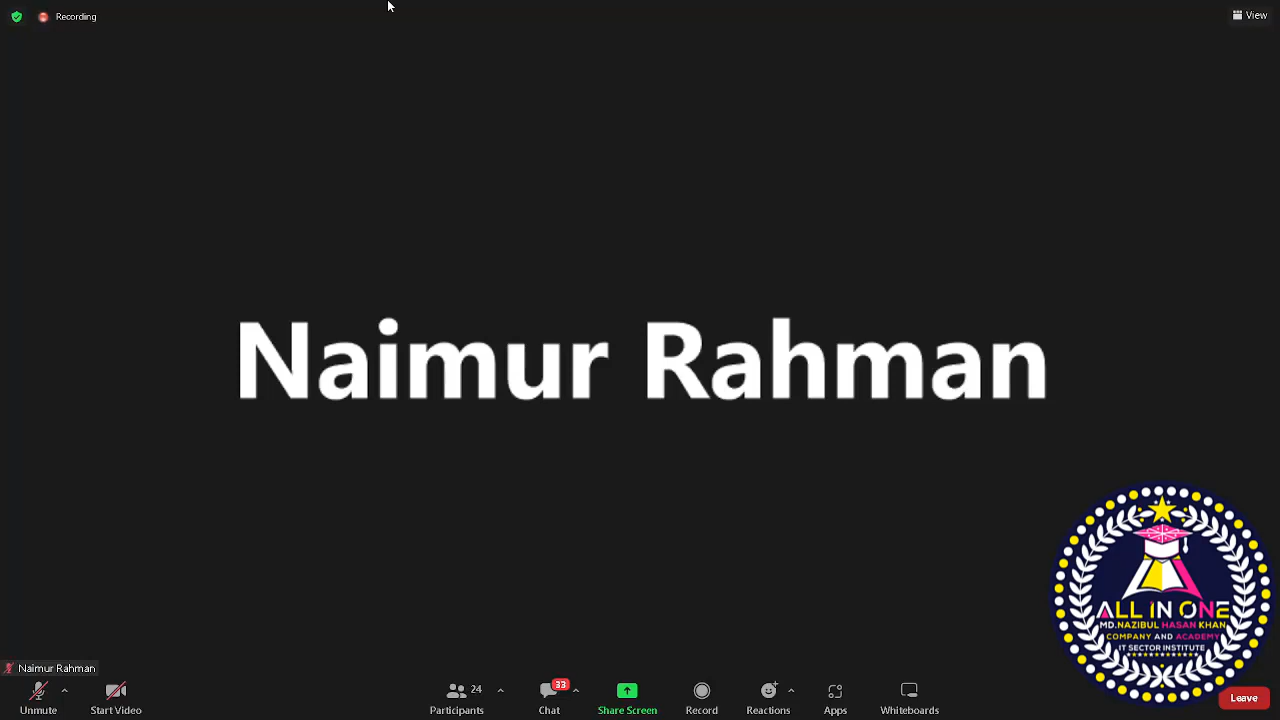 Recording
View
Naimur Rahman
ALL IN ONE
MD.NAZIBUL HASAN KHAN
COMPANY AND ACADEMY
IT SECTOR INSTITUTE
Naimur Rahman
Unmute
Start Video
Participants
24
Chat
33
Share Screen
Record
Reactions
Apps
Whiteboards
Leave